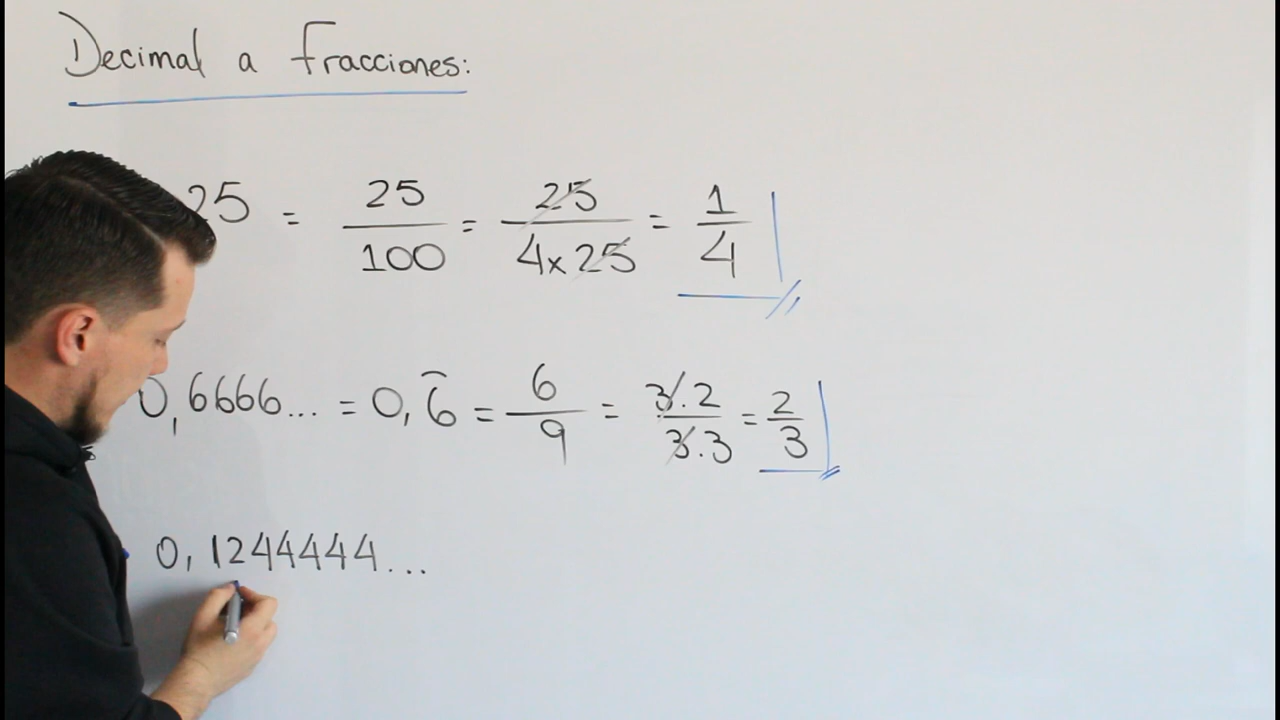 Decimal a fracciones:
25 = 25/100 = 25/4x25 = 1/4
0,6666... = 0,6̅ = 6/9 = 3.2/3.3 = 2/3
0,1244444...